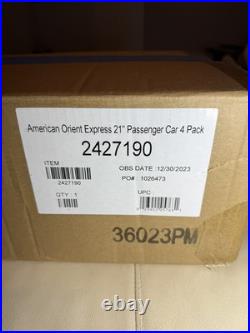 American Orient Express 21" Passenger Car 4 Pack
2427190
ITEM
OBS DATE :12/30/2023
2427190
PO# : 1026473
QTY : 1
UPC
36023PM